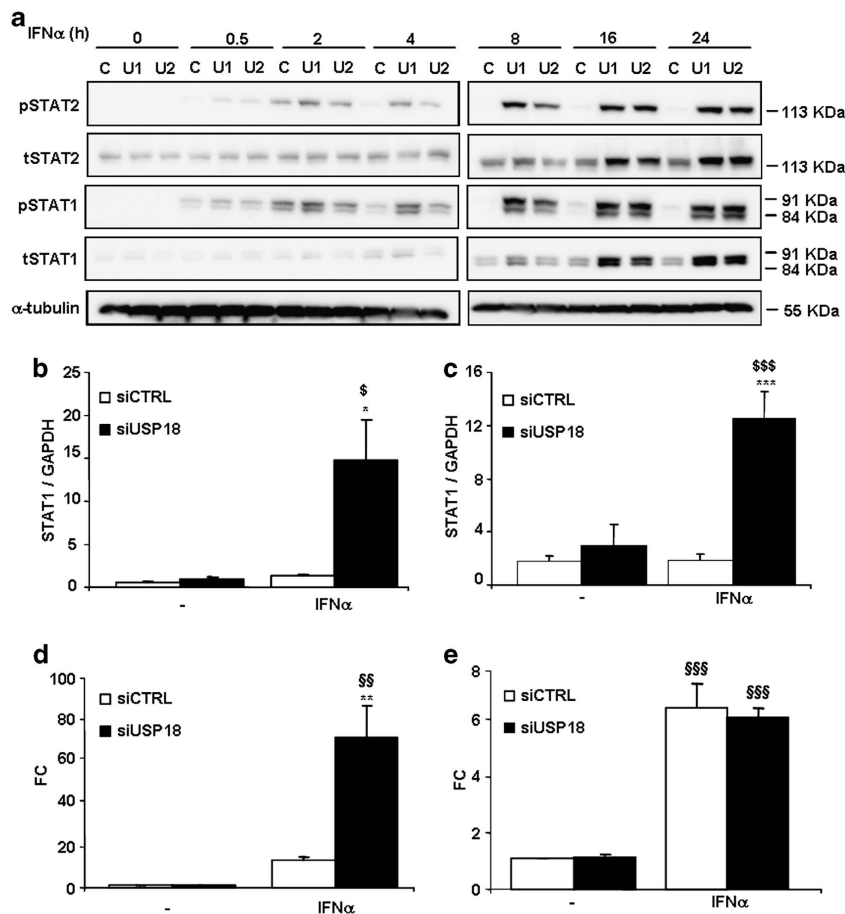 a
IFNα (h) 0 0.5 2 4 8 16 24
C U1 U2 C U1 U2 C U1 U2 C U1 U2 C U1 U2 C U1 U2 C U1 U2
pSTAT2 – 113 KDa
tSTAT2 – 113 KDa
pSTAT1 – 91 KDa
– 84 KDa
tSTAT1 – 91 KDa
– 84 KDa
α-tubulin – 55 KDa
b
25
20
15
10
5
0
STAT1 / GAPDH
siCTRL
siUSP18
$
*
- IFNα
c
16
12
8
4
0
STAT1 / GAPDH
siCTRL
siUSP18
$$$
***
- IFNα
d
100
80
60
40
20
0
FC
siCTRL
siUSP18
§§
**
- IFNα
e
8
6
4
2
0
FC
siCTRL
siUSP18
§§§
§§§
- IFNα